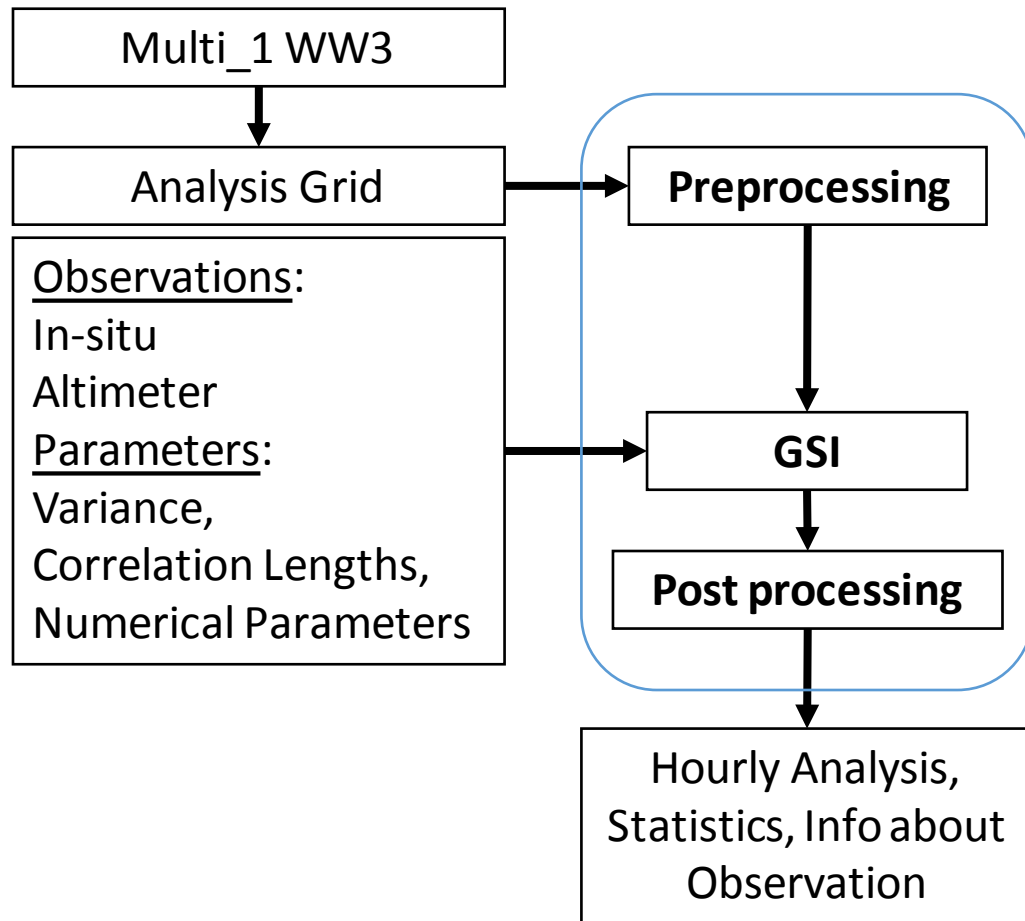 Multi_1 WW3
Analysis Grid
Preprocessing
Observations:
In-situ
Altimeter
Parameters:
Variance,
Correlation Lengths,
Numerical Parameters
GSI
Post processing
Hourly Analysis,
Statistics, Info about
Observation